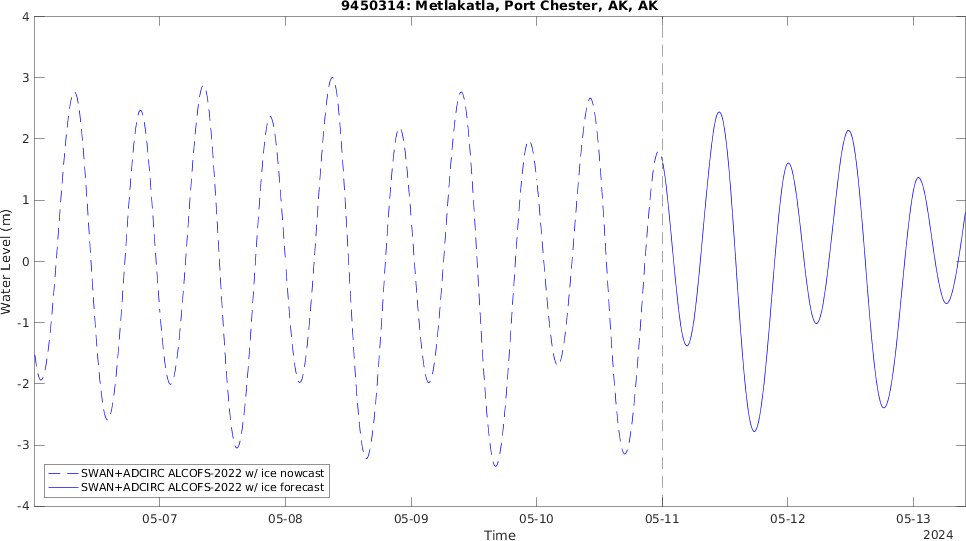 9450314: Metlakatla, Port Chester, AK, AK
4
3
2
1
0
-1
-2
-3
-4
Water Level (m)
SWAN+ADCIRC ALCOFS-2022 w/ ice nowcast
SWAN+ADCIRC ALCOFS-2022 w/ ice forecast
05-07 05-08 05-09 05-10 05-11 05-12 05-13
Time
2024